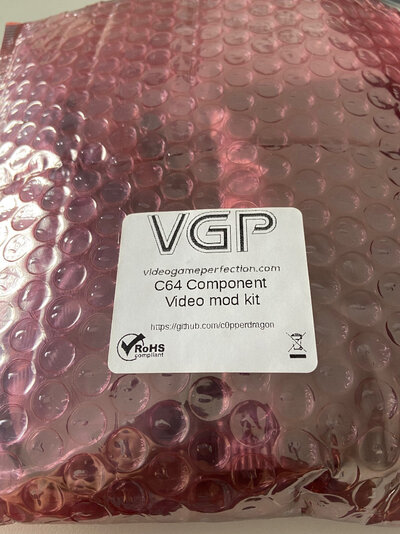 VGP
videogameperfection.com
C64 Component
Video mod kit
https://github.com/c0pperdragon
RoHS
compliant